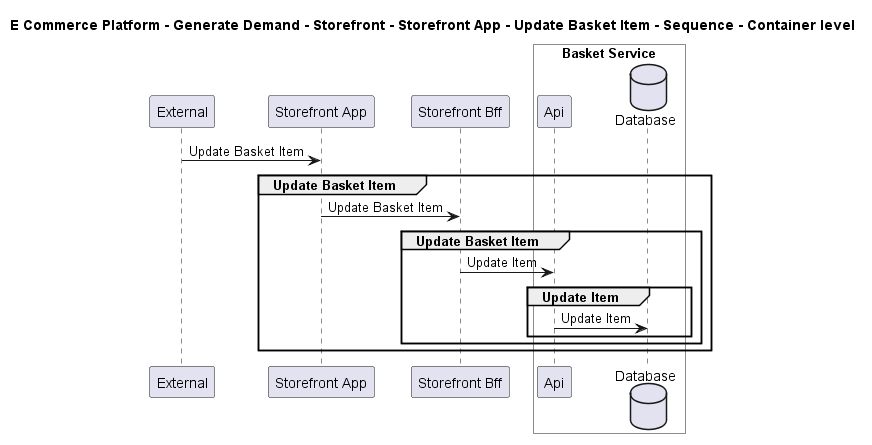 E Commerce Platform - Generate Demand - Storefront - Storefront App - Update Basket Item - Sequence - Container level
Basket Service
External
Storefront App
Storefront Bff
Api
Database
Update Basket Item
Update Basket Item
Update Basket Item
Update Basket Item
Update Item
Update Item
Update Item
External
Storefront App
Storefront Bff
Api
Database